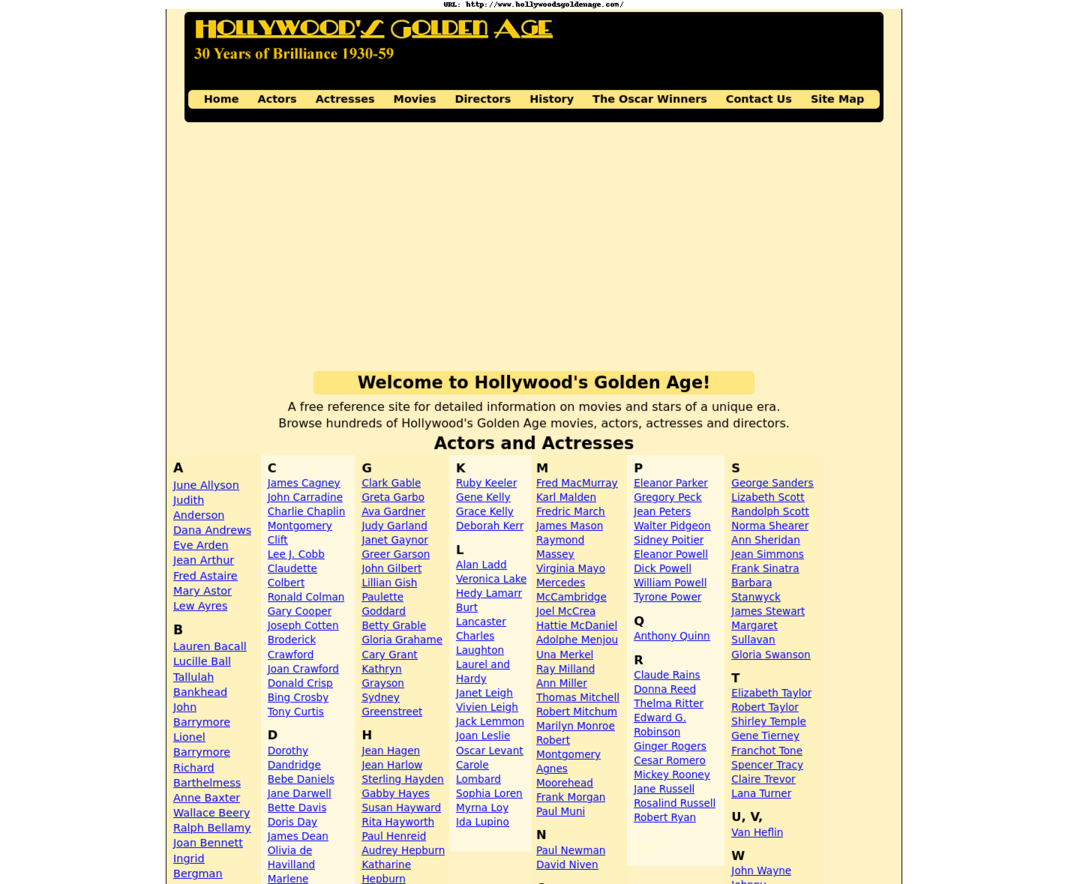 URL: http://www.hollywoodsgoldenage.com/
Hollywood's Golden Age
30 Years of Brilliance 1930-59
Home Actors Actresses Movies Directors History The Oscar Winners Contact Us Site Map
Welcome to Hollywood's Golden Age!
A free reference site for detailed information on movies and stars of a unique era.
Browse hundreds of Hollywood's Golden Age movies, actors, actresses and directors.
Actors and Actresses
A
June Allyson
Judith
Anderson
Dana Andrews
Eve Arden
Jean Arthur
Fred Astaire
Mary Astor
Lew Ayres
B
Lauren Bacall
Lucille Ball
Tallulah
Bankhead
John
Barrymore
Lionel
Barrymore
Richard
Barthelmess
Anne Baxter
Wallace Beery
Ralph Bellamy
Joan Bennett
Ingrid
Bergman
C
James Cagney
John Carradine
Charlie Chaplin
Montgomery
Clift
Lee J. Cobb
Claudette
Colbert
Ronald Colman
Gary Cooper
Joseph Cotten
Broderick
Crawford
Joan Crawford
Donald Crisp
Bing Crosby
Tony Curtis
D
Dorothy
Dandridge
Bebe Daniels
Jane Darwell
Bette Davis
Doris Day
James Dean
Olivia de
Havilland
Marlene
G
Clark Gable
Greta Garbo
Ava Gardner
Judy Garland
Janet Gaynor
Greer Garson
John Gilbert
Lillian Gish
Paulette
Goddard
Betty Grable
Gloria Grahame
Cary Grant
Kathryn
Grayson
Sydney
Greenstreet
H
Jean Hagen
Jean Harlow
Sterling Hayden
Gabby Hayes
Susan Hayward
Rita Hayworth
Paul Henreid
Audrey Hepburn
Katharine
Hepburn
K
Ruby Keeler
Gene Kelly
Grace Kelly
Deborah Kerr
L
Alan Ladd
Veronica Lake
Hedy Lamarr
Burt
Lancaster
Charles
Laughton
Laurel and
Hardy
Janet Leigh
Vivien Leigh
Jack Lemmon
Joan Leslie
Oscar Levant
Carole
Lombard
Sophia Loren
Myrna Loy
Ida Lupino
M
Fred MacMurray
Karl Malden
Fredric March
James Mason
Raymond
Massey
Virginia Mayo
Mercedes
McCambridge
Joel McCrea
Hattie McDaniel
Adolphe Menjou
Una Merkel
Ray Milland
Ann Miller
Thomas Mitchell
Robert Mitchum
Marilyn Monroe
Robert
Montgomery
Agnes
Moorehead
Frank Morgan
Paul Muni
N
Paul Newman
David Niven
P
Eleanor Parker
Gregory Peck
Jean Peters
Walter Pidgeon
Sidney Poitier
Eleanor Powell
Dick Powell
William Powell
Tyrone Power
Q
Anthony Quinn
R
Claude Rains
Donna Reed
Thelma Ritter
Edward G.
Robinson
Ginger Rogers
Cesar Romero
Mickey Rooney
Jane Russell
Rosalind Russell
Robert Ryan
S
George Sanders
Lizabeth Scott
Randolph Scott
Norma Shearer
Ann Sheridan
Jean Simmons
Frank Sinatra
Barbara
Stanwyck
James Stewart
Margaret
Sullavan
Gloria Swanson
T
Elizabeth Taylor
Robert Taylor
Shirley Temple
Gene Tierney
Franchot Tone
Spencer Tracy
Claire Trevor
Lana Turner
U, V,
Van Heflin
W
John Wayne